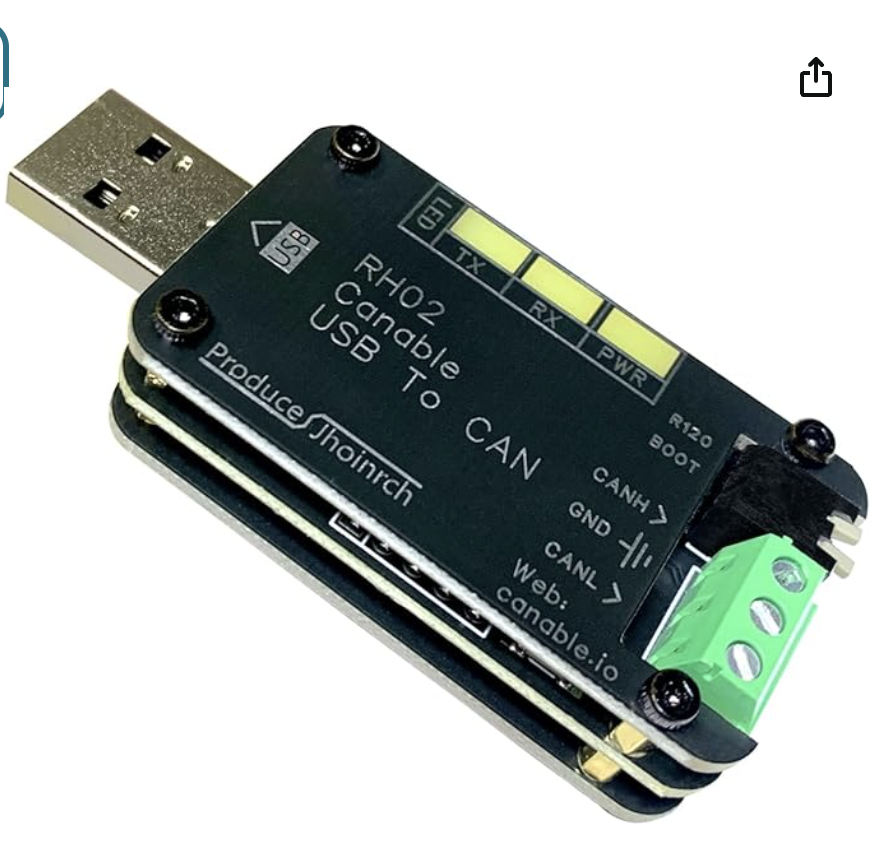 USB
LED
TX
RX
PWR
RH02
Canable
USB To CAN
Produce Jhoinrch
R120
BOOT
CANH >
GND
CANL >
Web:
canable.io